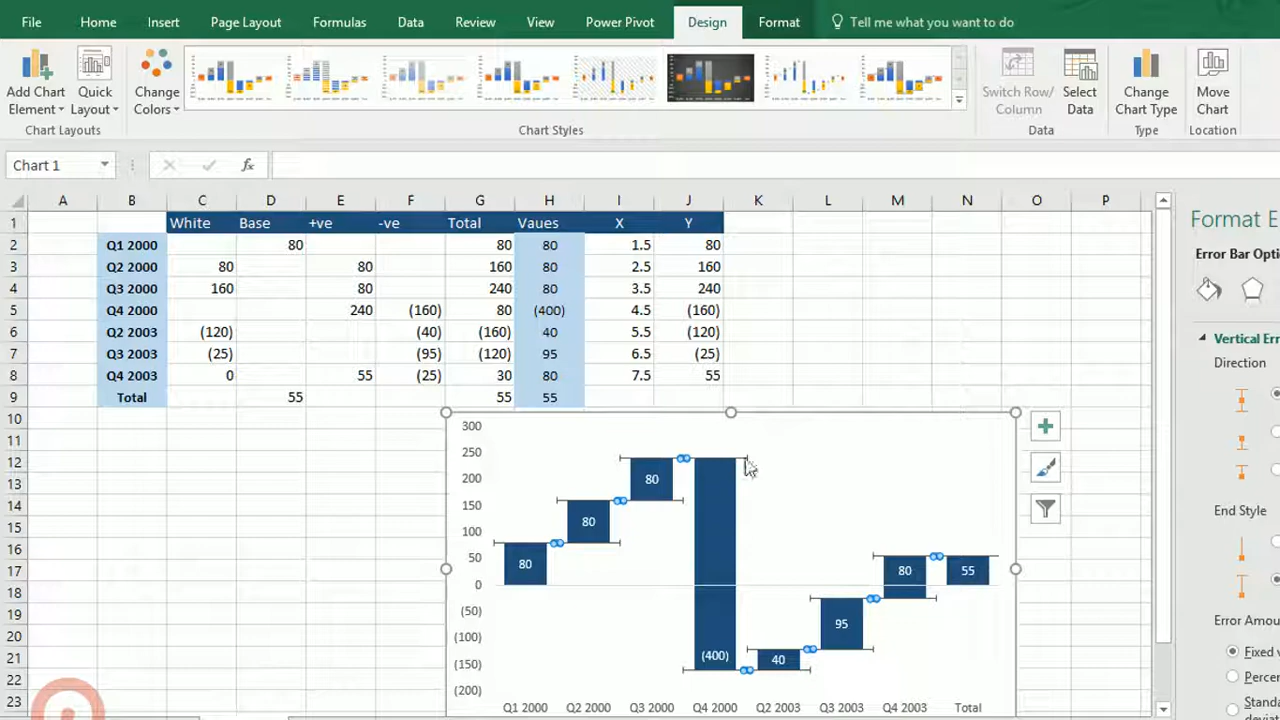 File Home Insert Page Layout Formulas Data Review View Power Pivot Design Format Tell me what you want to do
Add Chart Element Quick Layout Change Colors Switch Row/ Column Select Data Change Chart Type Move Chart
Chart Layouts Chart Styles Data Type Location
Chart 1 fx
A B C D E F G H I J K L M N O P
1 White Base +ve -ve Total Vaues X Y
2 Q1 2000 80 80 80 1.5 80
3 Q2 2000 80 80 160 80 2.5 160
4 Q3 2000 160 80 240 80 3.5 240
5 Q4 2000 240 (160) 80 (400) 4.5 (160)
6 Q2 2003 (120) (40) (160) 40 5.5 (120)
7 Q3 2003 (25) (95) (120) 95 6.5 (25)
8 Q4 2003 0 55 (25) 30 80 7.5 55
9 Total 55 55 55
10
11
12
13
14
15
16
17
18
19
20
21
22
23
300
250
200
150
100
50
0
(50)
(100)
(150)
(200)
80 80 80 (400) 40 95 80 55
Q1 2000 Q2 2000 Q3 2000 Q4 2000 Q2 2003 Q3 2003 Q4 2003 Total
Format E
Error Bar Optio
Vertical Err
Direction
End Style
Error Amou
Fixed v
Percen
Standa
deviat